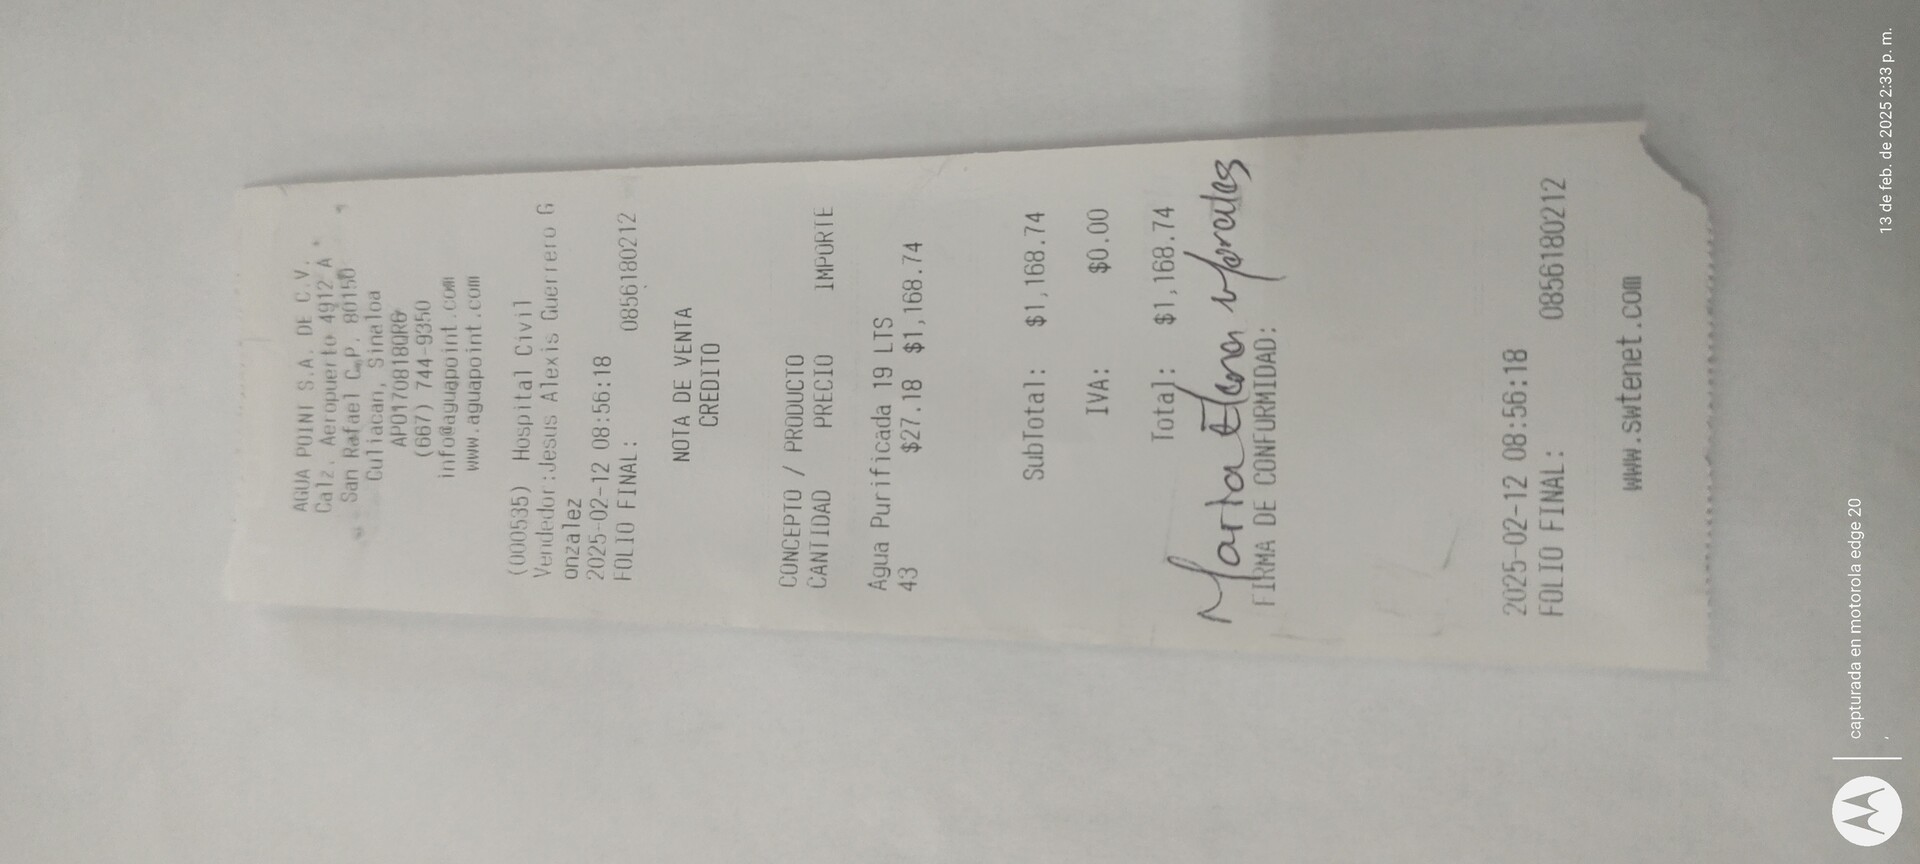 AGUA POINT S.A. DE C.V.
Calz. Aeropuerto 4912 A
San Rafael C.P. 80150
Culiacan, Sinaloa
APO170818QR6
(667) 744-9350
info@aguapoint.com
www.aguapoint.com
(000535) Hospital Civil
Vendedor:Jesus Alexis Guerrero G
onzalez
2025-02-12 08:56:18
FOLIO FINAL: 0856180212
NOTA DE VENTA
CREDITO
CONCEPTO / PRODUCTO
CANTIDAD PRECIO IMPORTE
Agua Purificada 19 LTS
43 $27.18 $1,168.74
SubTotal: $1,168.74
IVA: $0.00
Total: $1,168.74
Maria Elena Morales
FIRMA DE CONFORMIDAD:
2025-02-12 08:56:18
FOLIO FINAL: 0856180212
www.swtenet.com
capturada en motorola edge 20
,
13 de feb. de 2025 2:33 p. m.